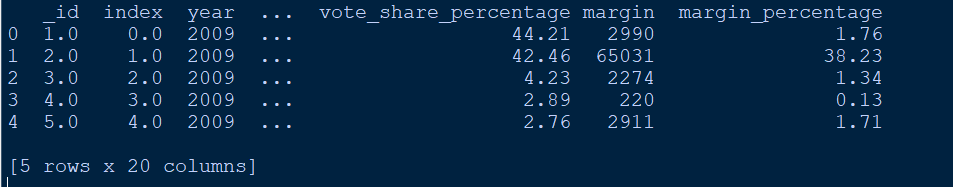 _id index year ... vote_share_percentage margin margin_percentage
0 1.0 0.0 2009 ... 44.21 2990 1.76
1 2.0 1.0 2009 ... 42.46 65031 38.23
2 3.0 2.0 2009 ... 4.23 2274 1.34
3 4.0 3.0 2009 ... 2.89 220 0.13
4 5.0 4.0 2009 ... 2.76 2911 1.71
[5 rows x 20 columns]